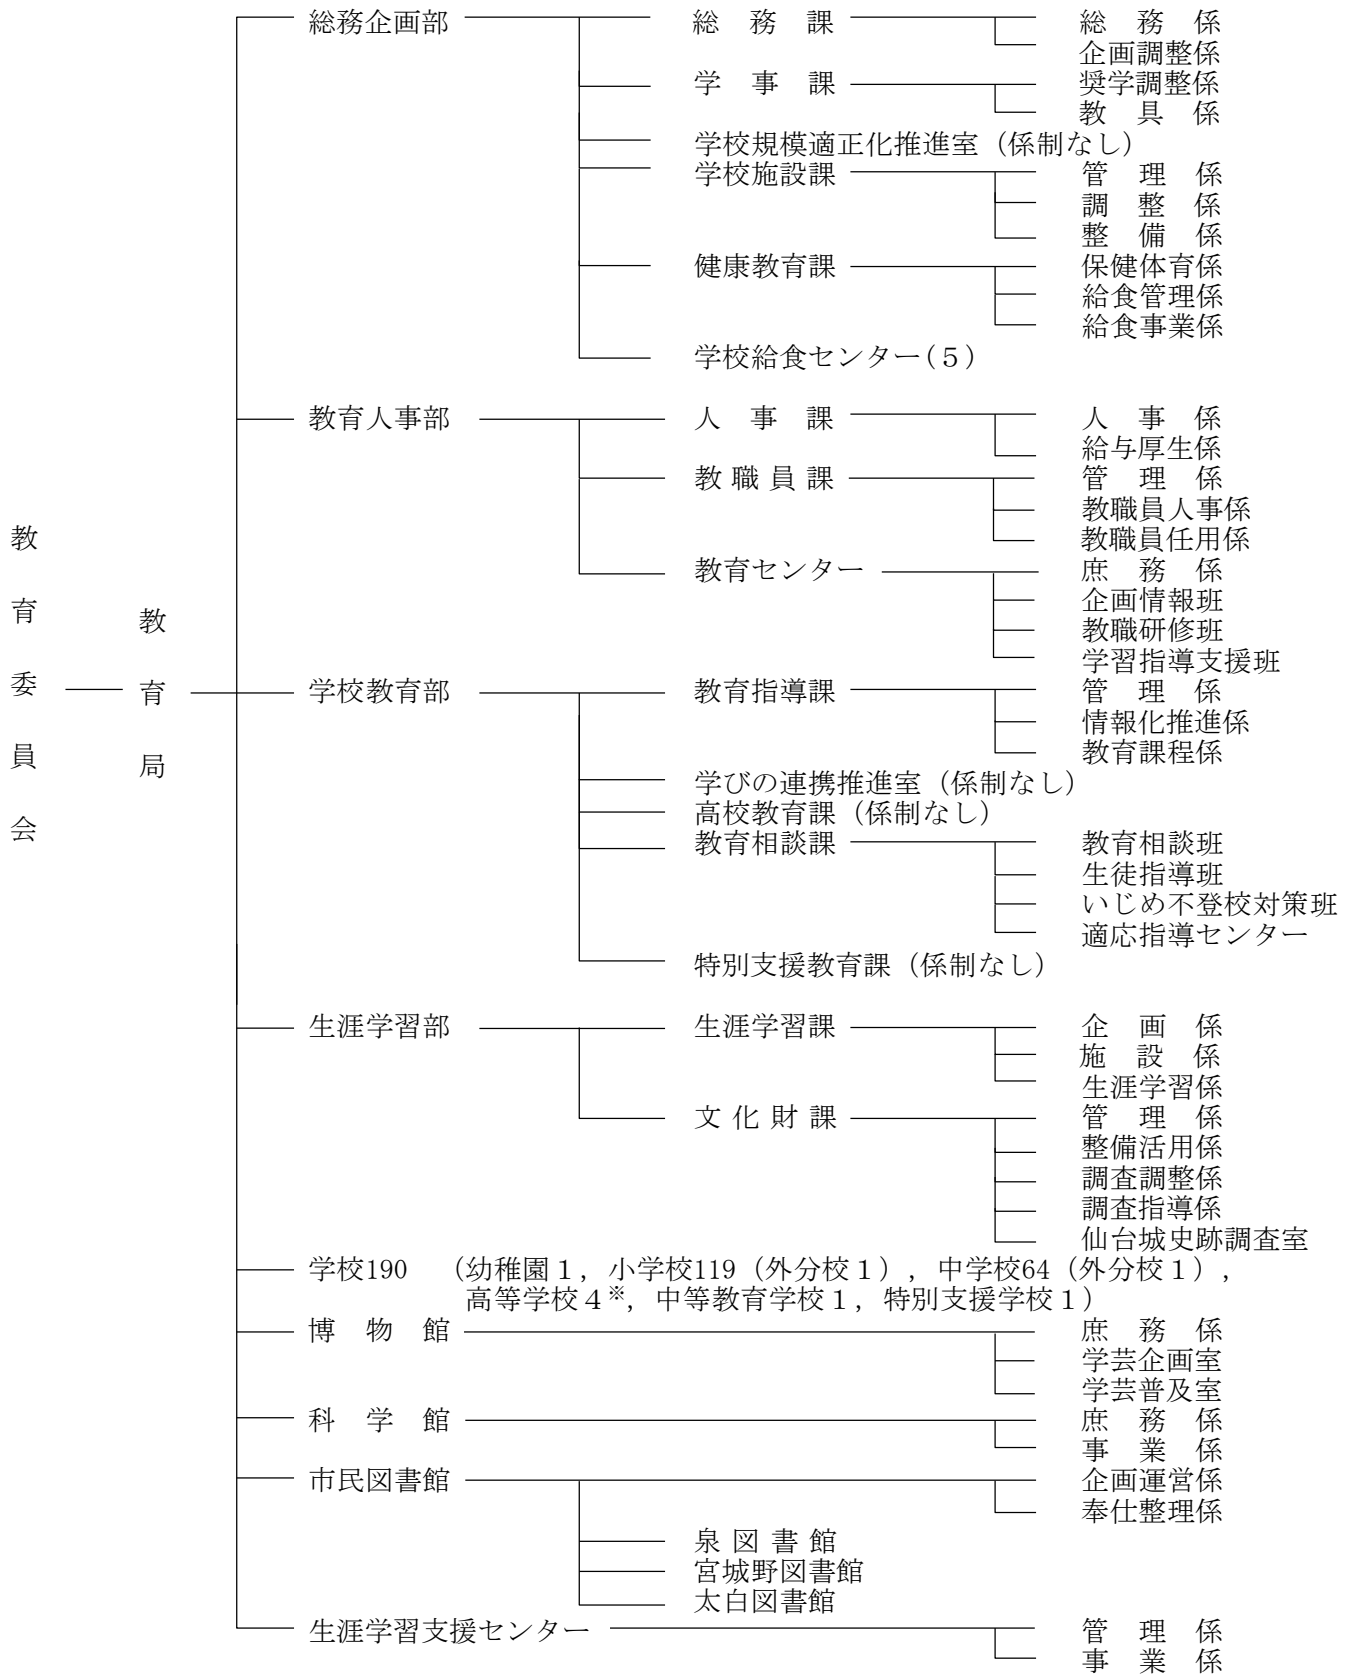 総務企画部 総務課 総務係
企画調整係
学事課 奨学調整係
教具係
学校規模適正化推進室（係制なし）
学校施設課 管理係
調整係
整備係
健康教育課 保健体育係
給食管理係
給食事業係
学校給食センター(５)
教育人事部 人事課 人事係
給与厚生係
教職員課 管理係
教職員人事係
教職員任用係
教育センター 庶務係
企画情報班
教職研修班
学習指導支援班
教育委員会 教育局 学校教育部 教育指導課 管理係
情報化推進係
教育課程係
学びの連携推進室（係制なし）
高校教育課（係制なし）
教育相談課 教育相談班
生徒指導班
いじめ不登校対策班
適応指導センター
特別支援教育課（係制なし）
生涯学習部 生涯学習課 企画係
施設係
生涯学習係
文化財課 管理係
整備活用係
調査調整係
調査指導係
仙台城史跡調査室
学校190 （幼稚園１，小学校119（外分校１），中学校64（外分校１），
高等学校４※，中等教育学校１，特別支援学校１）
博物館 庶務係
学芸企画室
学芸普及室
科学館 庶務係
事業係
市民図書館 企画運営係
奉仕整理係
泉図書館
宮城野図書館
太白図書館
生涯学習支援センター 管理係
事業係